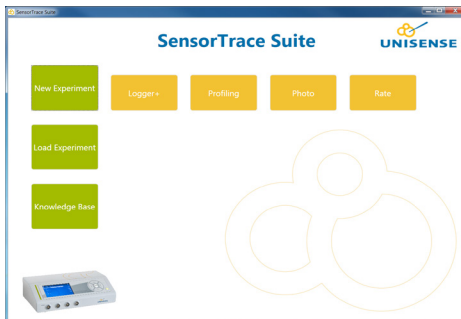 SensorTrace Suite
SensorTrace Suite
UNISENSE
New Experiment
Logger+
Profiling
Photo
Rate
Load Experiment
Knowledge Base